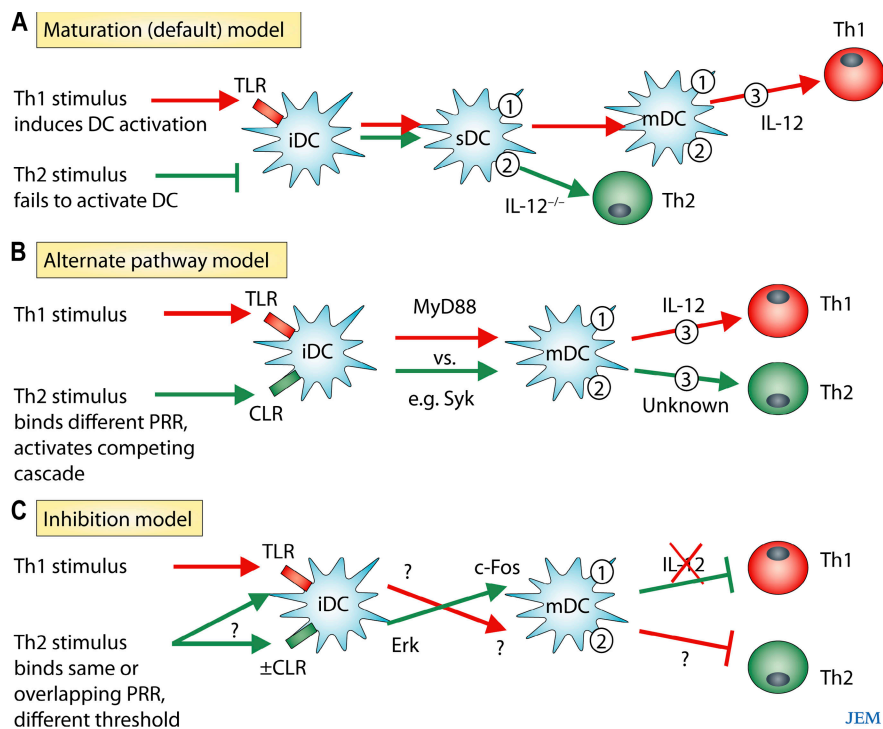 A
Maturation (default) model
Th1
Th1 stimulus
induces DC activation
TLR
iDC
1
sDC
2
1
mDC
2
3
IL-12
Th2 stimulus
fails to activate DC
IL-12–/–
Th2
B
Alternate pathway model
Th1 stimulus
TLR
iDC
MyD88
vs.
e.g. Syk
1
mDC
2
IL-12
3
Th1
Th2 stimulus
binds different PRR,
activates competing
cascade
CLR
3
Unknown
Th2
C
Inhibition model
Th1 stimulus
TLR
iDC
?
c-Fos
1
mDC
2
IL-12
Th1
Th2 stimulus
binds same or
overlapping PRR,
different threshold
?
±CLR
Erk
?
?
Th2
JEM